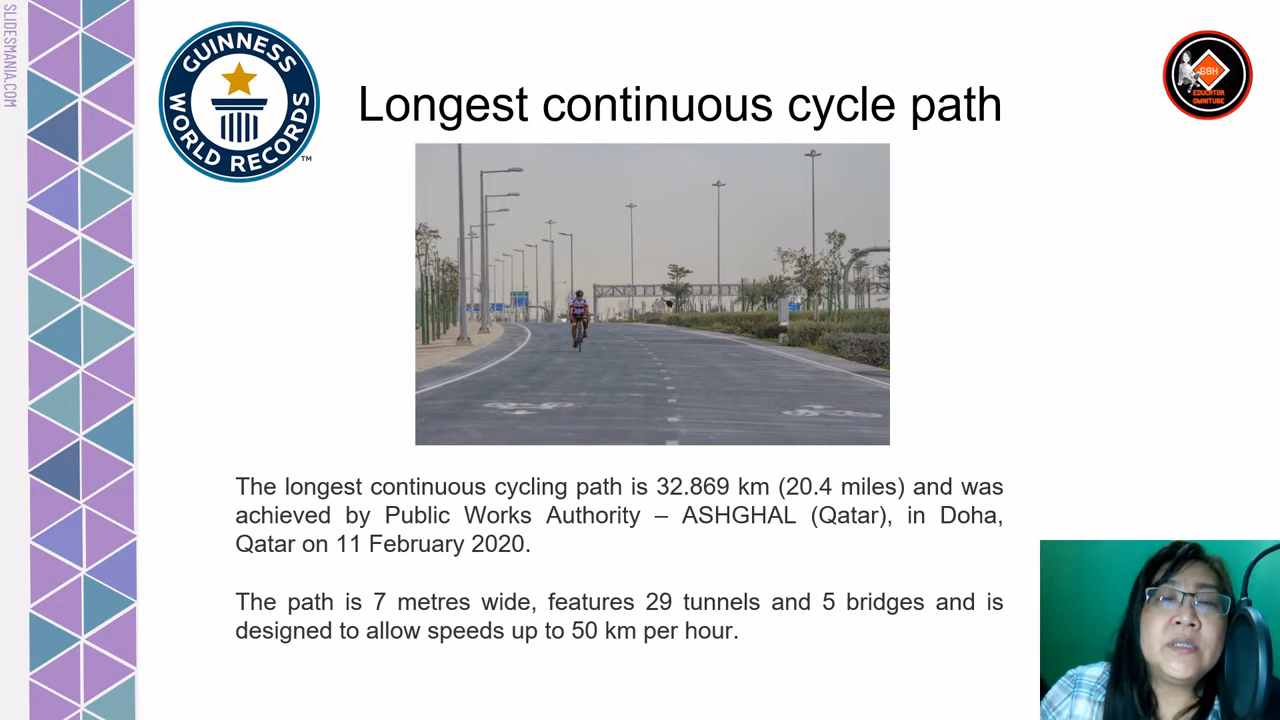 SLIDESMANIA.COM
GUINNESS
WORLD RECORDS
™
Longest continuous cycle path
BBH
EDUCATOR
OWNITUBE
The longest continuous cycling path is 32.869 km (20.4 miles) and was
achieved by Public Works Authority – ASHGHAL (Qatar), in Doha,
Qatar on 11 February 2020.
The path is 7 metres wide, features 29 tunnels and 5 bridges and is
designed to allow speeds up to 50 km per hour.